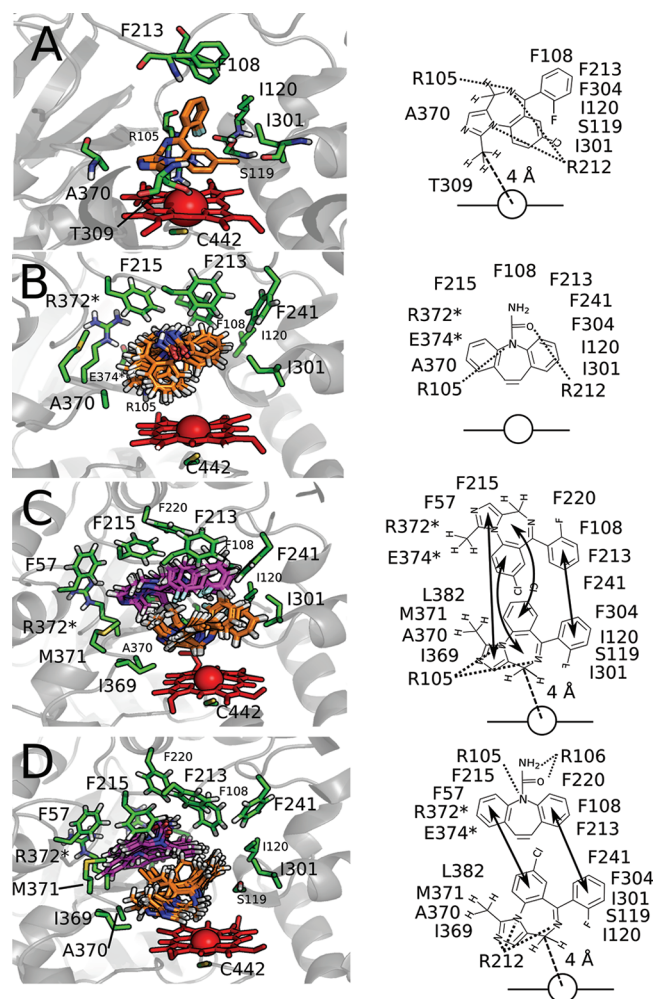 A
F213
F108
I120
I301
R105
S119
A370
T309
C442
R105
F108
F213
F304
I120
S119
I301
R212
A370
T309
4 Å
H
H
N
N
N
F
Cl
H
H
H
B
F215
F213
R372*
F241
F108
I120
E374*
I301
A370
R105
C442
F215
F108
F213
R372*
F241
E374*
F304
A370
I120
R105
I301
R212
NH₂
O
N
C
F220
F215
F213
F108
F241
F57
I120
I301
R372*
A370
M371
I369
C442
F215
F57
F220
R372*
F108
E374*
F213
F241
L382
F304
M371
I120
A370
S119
I369
I301
R105
4 Å
H
H
H
H
H
N
N
N
F
Cl
Cl
H
H
H
N
N
N
F
H
H
D
F220
F215
F213
F108
F241
F57
R372*
I120
I301
M371
S119
I369
A370
C442
R105
NH₂
R106
O
N
F215
F220
F57
F108
R372*
F213
E374*
F241
L382
F304
M371
I301
A370
S119
I369
I120
R212
4 Å
Cl
H
H
H
N
N
N
F
H
H